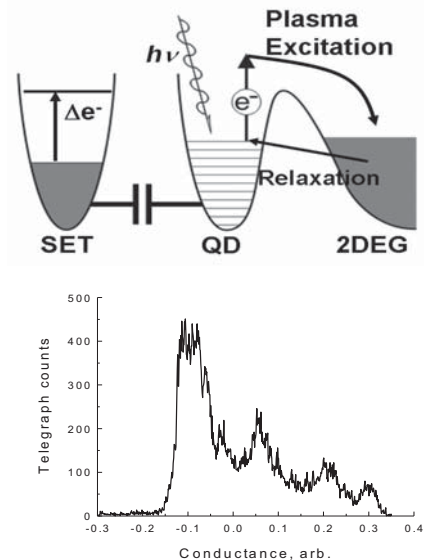 Plasma
Excitation
hν
e-
Δe-
Relaxation
SET
QD
2DEG
500
400
300
200
100
0
Telegraph counts
-0.3 -0.2 -0.1 0.0 0.1 0.2 0.3 0.4
Conductance, arb.